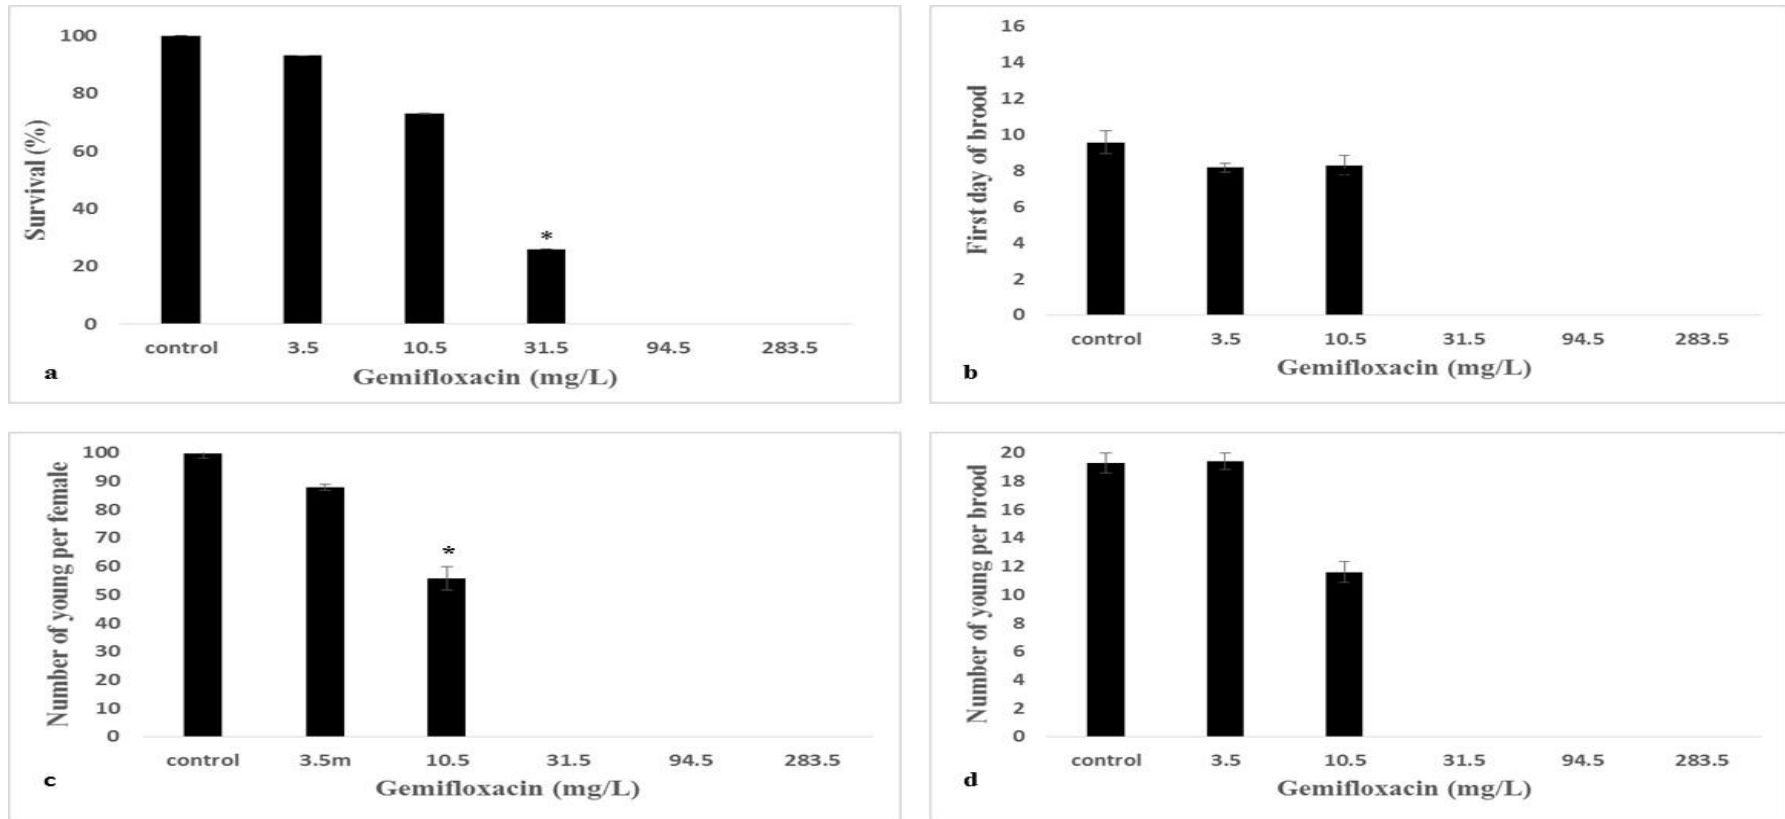 100
80
60
40
20
0
Survival (%)
*
control 3.5 10.5 31.5 94.5 283.5
Gemifloxacin (mg/L)
a
16
14
12
10
8
6
4
2
0
First day of brood
control 3.5 10.5 31.5 94.5 283.5
Gemifloxacin (mg/L)
b
100
90
80
70
60
50
40
30
20
10
0
Number of young per female
*
control 3.5m 10.5 31.5 94.5 283.5
Gemifloxacin (mg/L)
c
20
18
16
14
12
10
8
6
4
2
0
Number of young per brood
control 3.5 10.5 31.5 94.5 283.5
Gemifloxacin (mg/L)
d